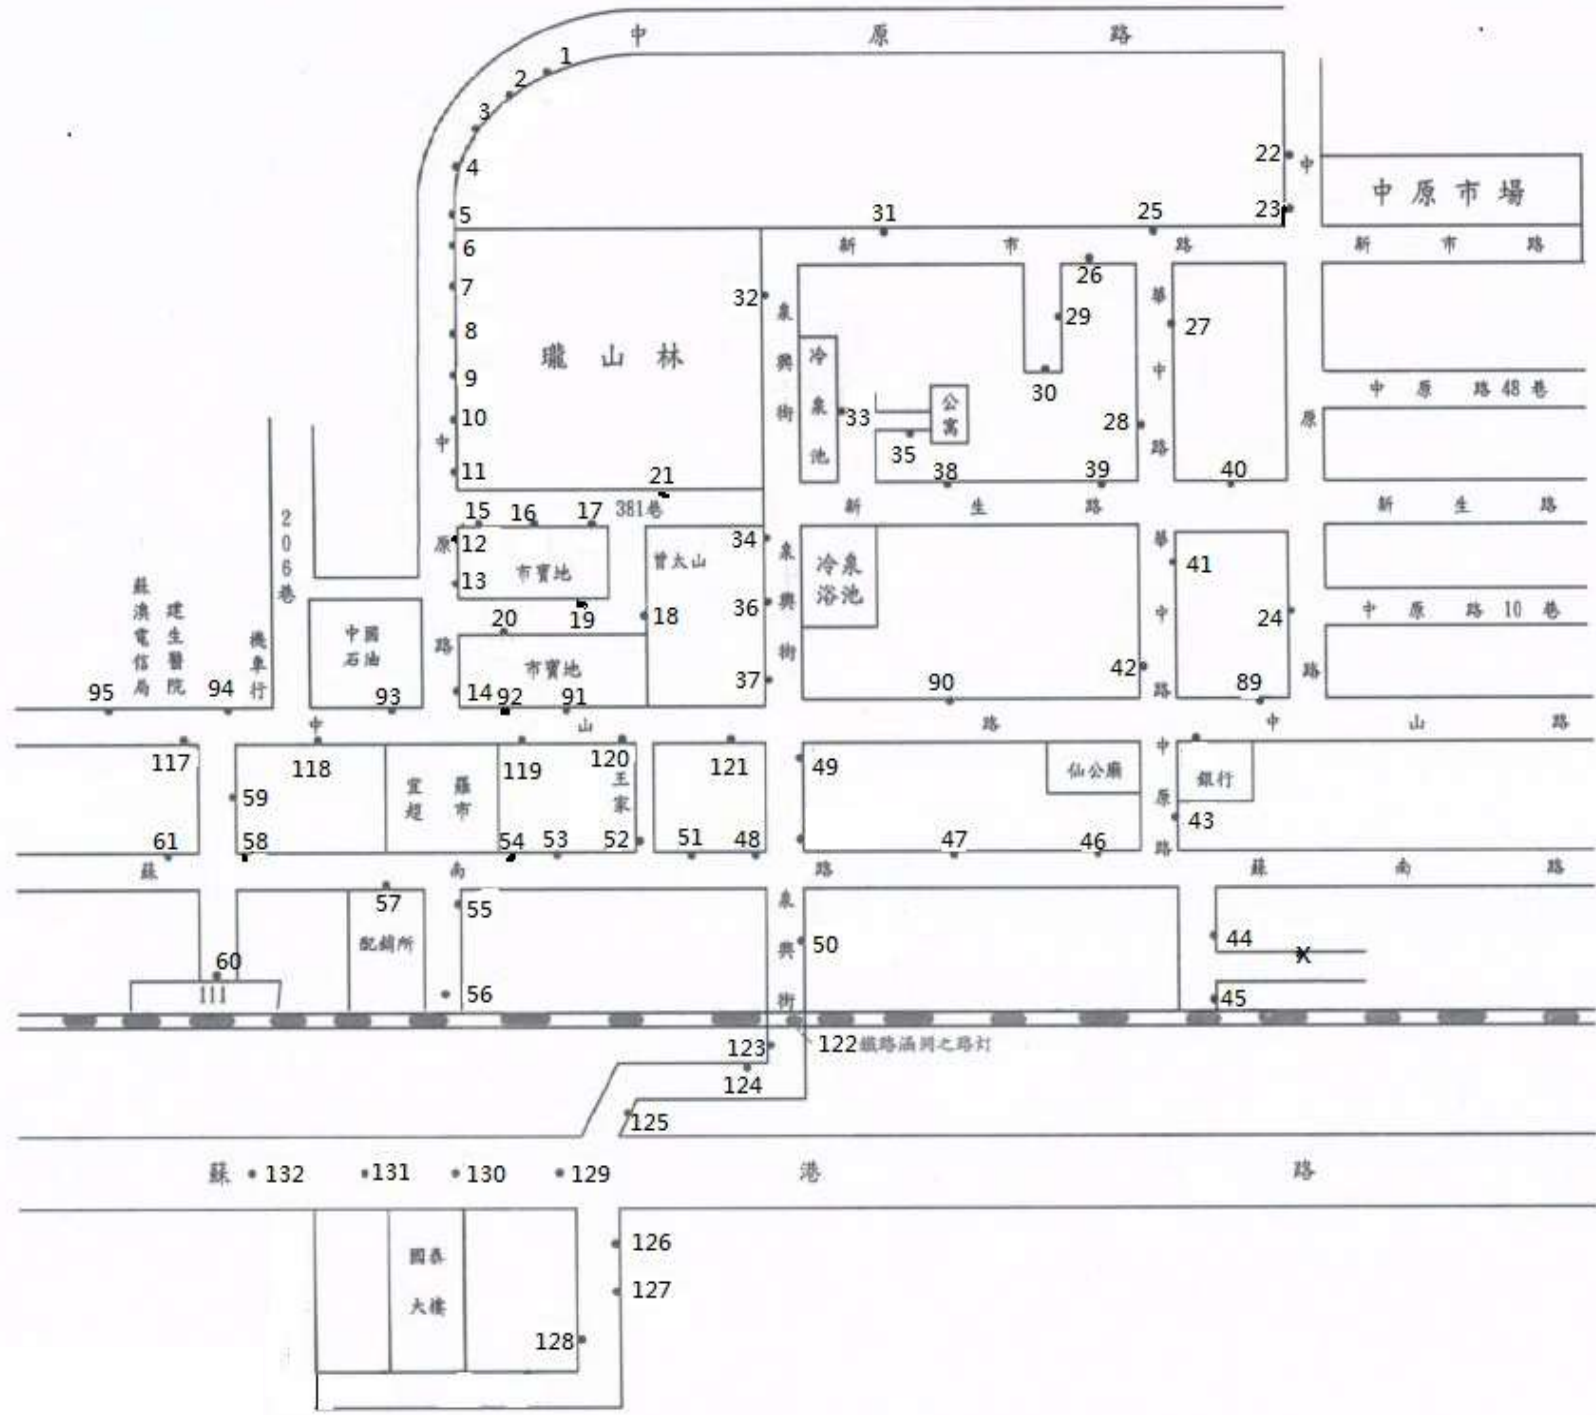 中 原 路
1
2
3
4
22
中
中原市場
5
31
25
23
6
新 市 路
新 市 路
7
32
泉興街
26
華中路
29
27
8
瓏山林
冷泉池
9
30
中 原 路 48 巷
10
33
公寓
28
原
中
11
35
21
38
39
40
206巷
15
16
17
381巷
新 生 路
新 生 路
原
12
34
泉興街
華中路
13
市寶地
曾太山
冷泉浴池
41
蘇澳電信局
建生醫院
機車行
20
19
18
36
24
中 原 路 10 巷
中國石油
路
市寶地
42
路
95
94
93
14
92
91
37
90
89
中 山 路
中 山 路
117
118
119
120
121
49
中原路
仙公廟
銀行
59
宜羅超市
王家
43
61
58
54
53
52
51
48
47
46
蘇 南 路
蘇 南 路
57
55
泉興街
配銷所
50
44
X
60
111
56
45
123
122 鐵路涵洞之路灯
124
125
蘇 港 路
132
131
130
129
126
國泰大樓
127
128